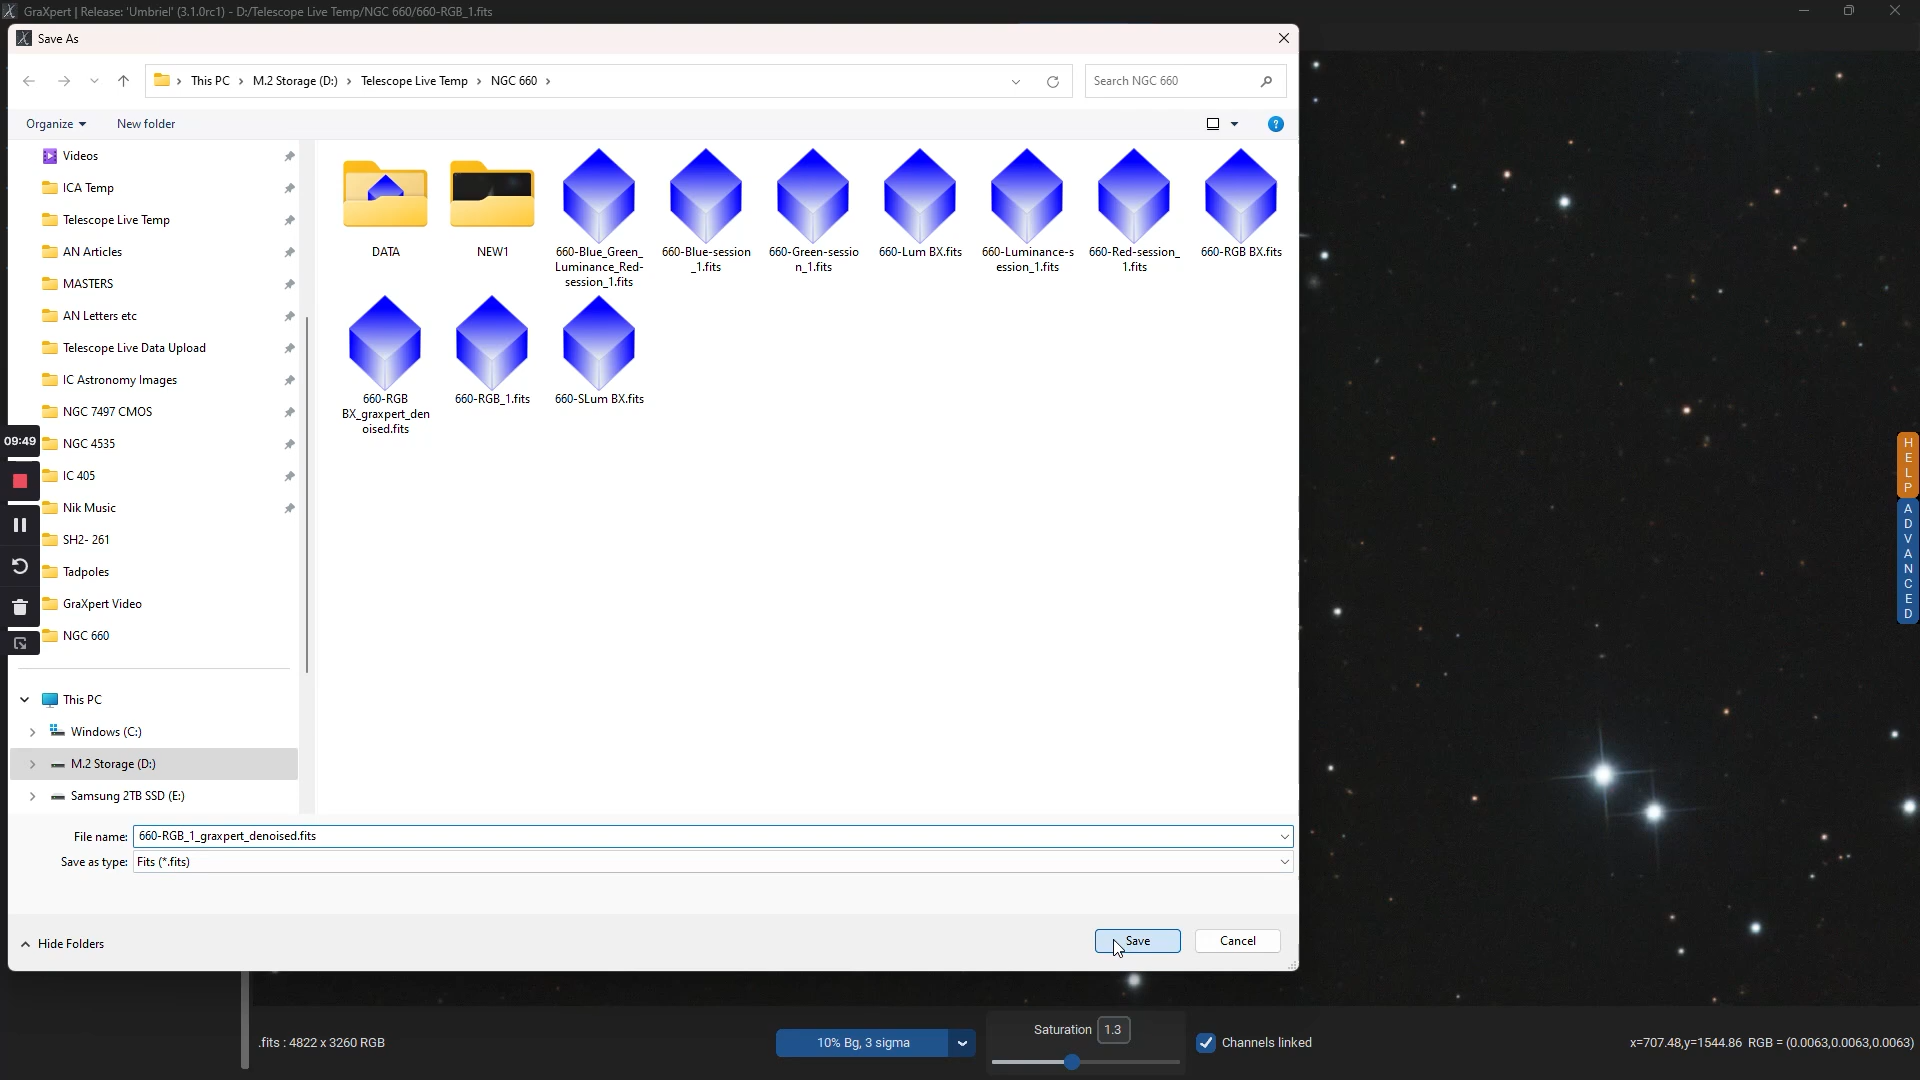 GraXpert | Release: 'Umbriel' (3.1.0rc1) - D:/Telescope Live Temp/NGC 660/660-RGB_1.fits
Save As
This PC > M.2 Storage (D:) > Telescope Live Temp > NGC 660 >
Search NGC 660
Organize
New folder
Videos
ICA Temp
Telescope Live Temp
AN Articles
MASTERS
AN Letters etc
Telescope Live Data Upload
IC Astronomy Images
NGC 7497 CMOS
NGC 4535
IC 405
Nik Music
SH2- 261
Tadpoles
GraXpert Video
NGC 660
09:49
This PC
Windows (C:)
M.2 Storage (D:)
Samsung 2TB SSD (E:)
DATA
NEW1
660-Blue_Green_
Luminance_Red-
session_1.fits
660-Blue-session
_1.fits
660-Green-sessio
n_1.fits
660-Lum BX.fits
660-Luminance-s
ession_1.fits
660-Red-session_
1.fits
660-RGB BX.fits
660-RGB
BX_graxpert_den
oised.fits
660-RGB_1.fits
660-SLum BX.fits
File name: 660-RGB_1_graxpert_denoised.fits
Save as type: Fits (*.fits)
Hide Folders
Save
Cancel
HELP
ADVANCED
.fits : 4822 x 3260 RGB
10% Bg, 3 sigma
Saturation 1.3
Channels linked
x=707.48,y=1544.86 RGB = (0.0063,0.0063,0.0063)